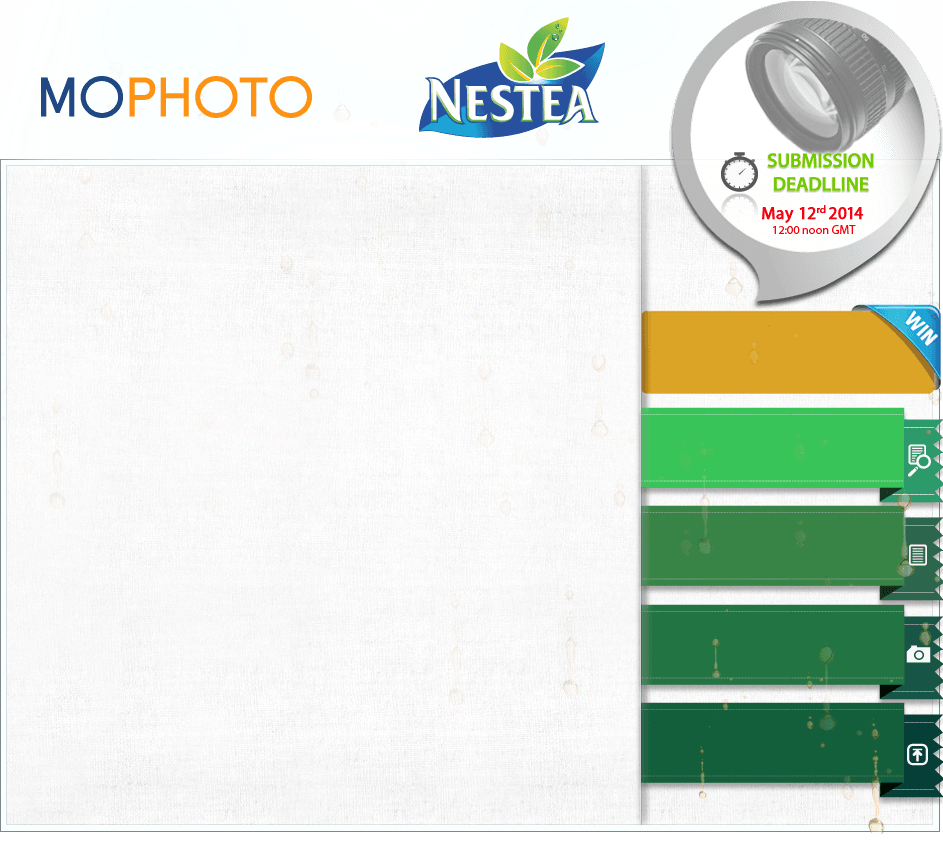 MOPHOTO
NESTEA
SUBMISSION
DEADLLINE
May 12rd 2014
12:00 noon GMT
WIN